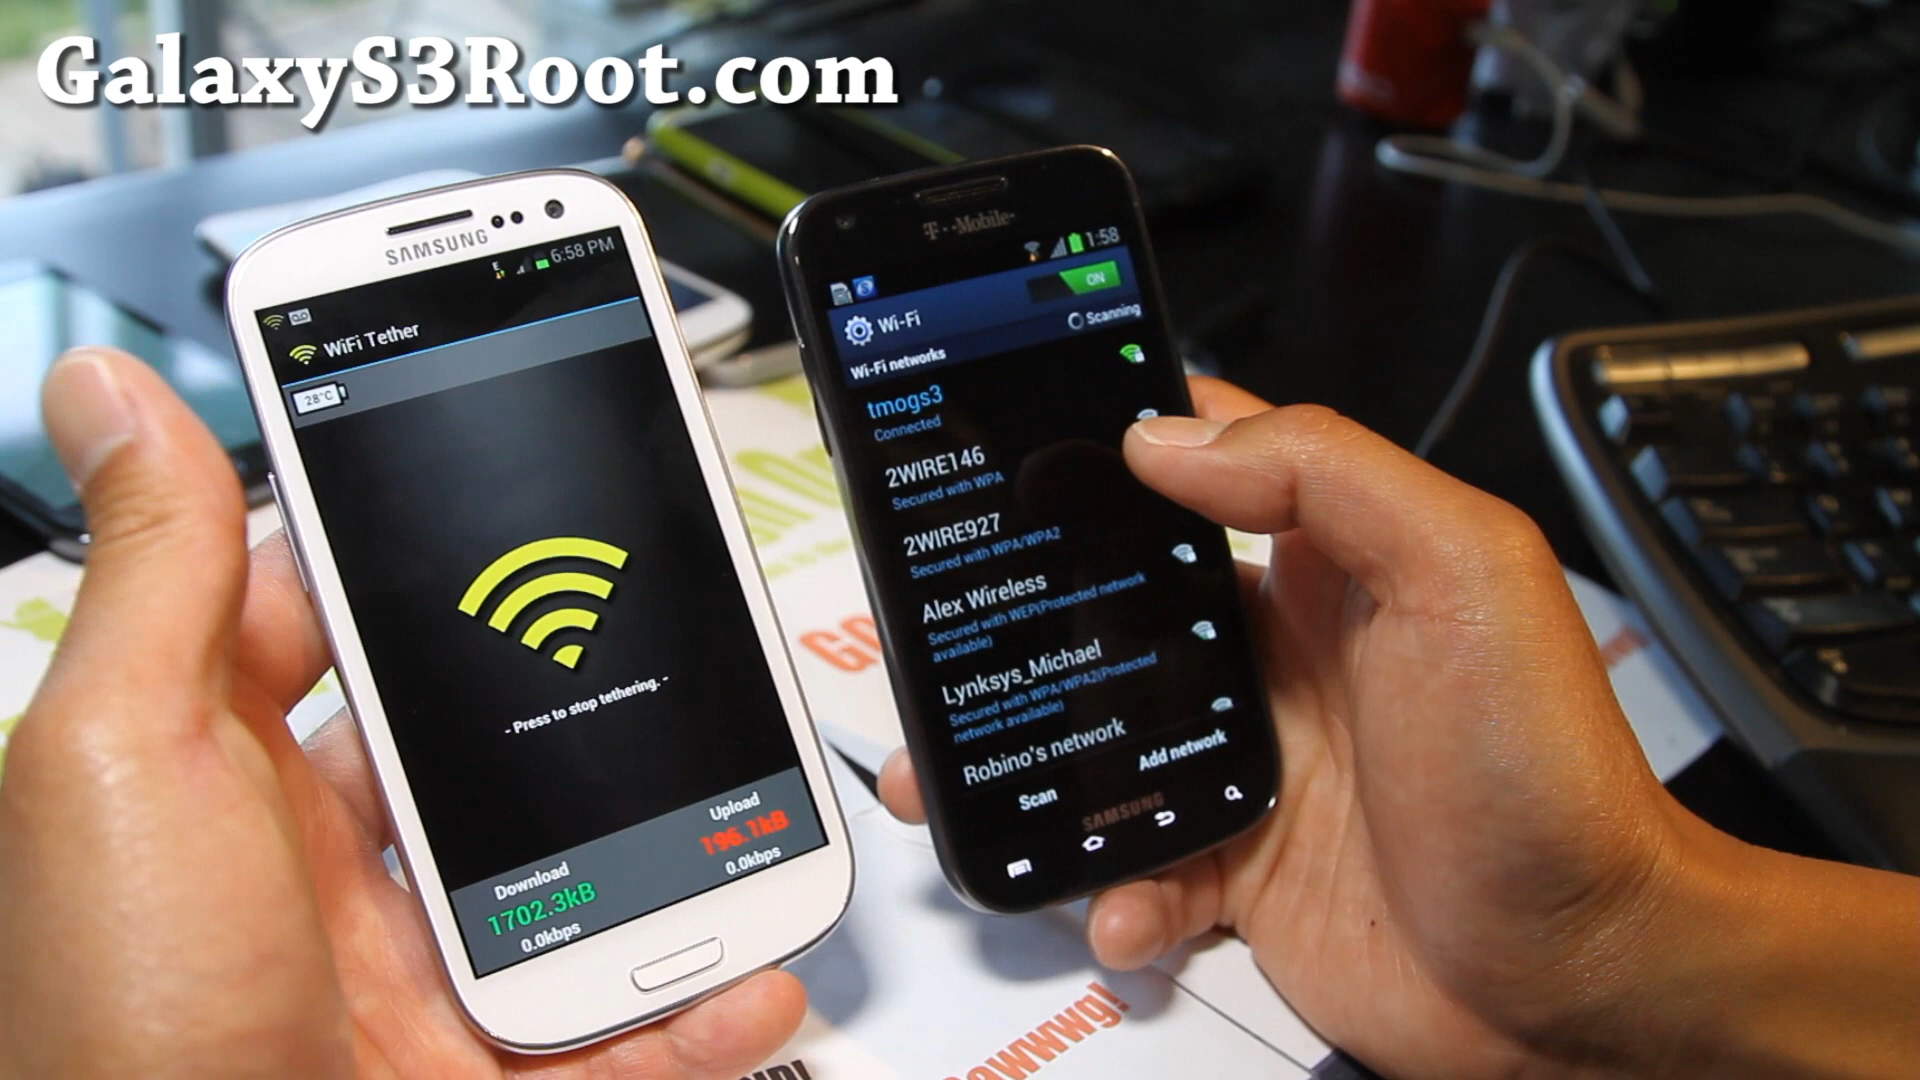 GalaxyS3Root.com
SAMSUNG
6:58 PM
WiFi Tether
28°C
- Press to stop tethering. -
Download
1702.3kB
0.0kbps
Upload
196.1kB
0.0kbps
T··Mobile·
1:58
Wi-Fi
ON
Scanning
Wi-Fi networks
tmogs3
Connected
2WIRE146
Secured with WPA
2WIRE927
Secured with WPA/WPA2
Alex Wireless
Secured with WEP(Protected network
available)
Lynksys_Michael
Secured with WPA/WPA2(Protected
network available)
Robino's network
Scan
Add network
SAMSUNG